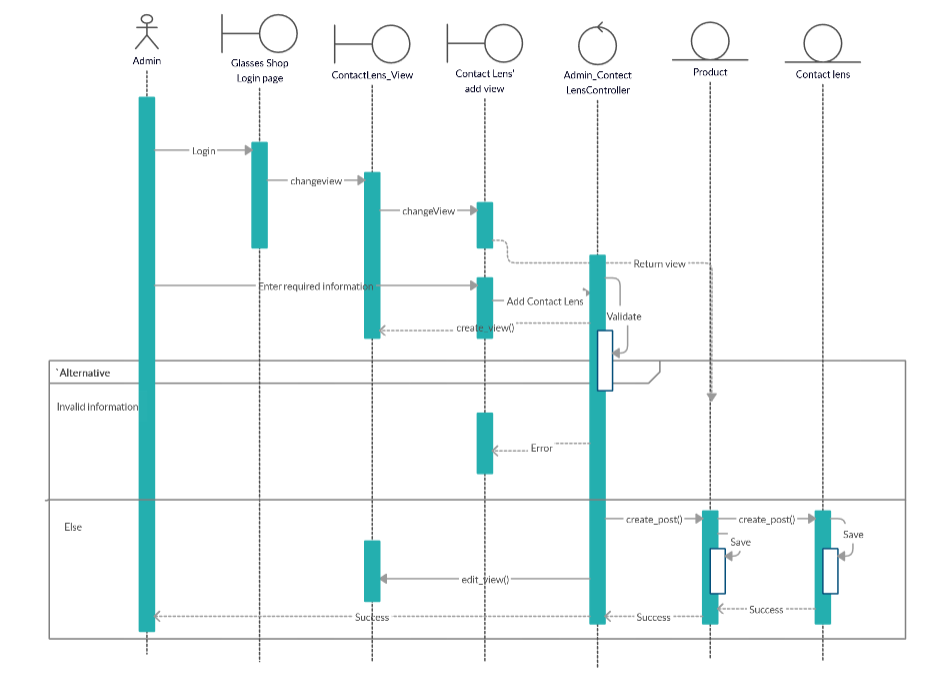 Admin
Glasses Shop
Login page
ContactLens_View
Contact Lens'
add view
Admin_Contect
LensController
Product
Contact lens
Login
changeview
changeView
Return view
Enter required information
Add Contact Lens
Validate
create_view()
`Alternative
Invalid information
Error
Else
create_post()
create_post()
Save
Save
edit_view()
Success
Success
Success